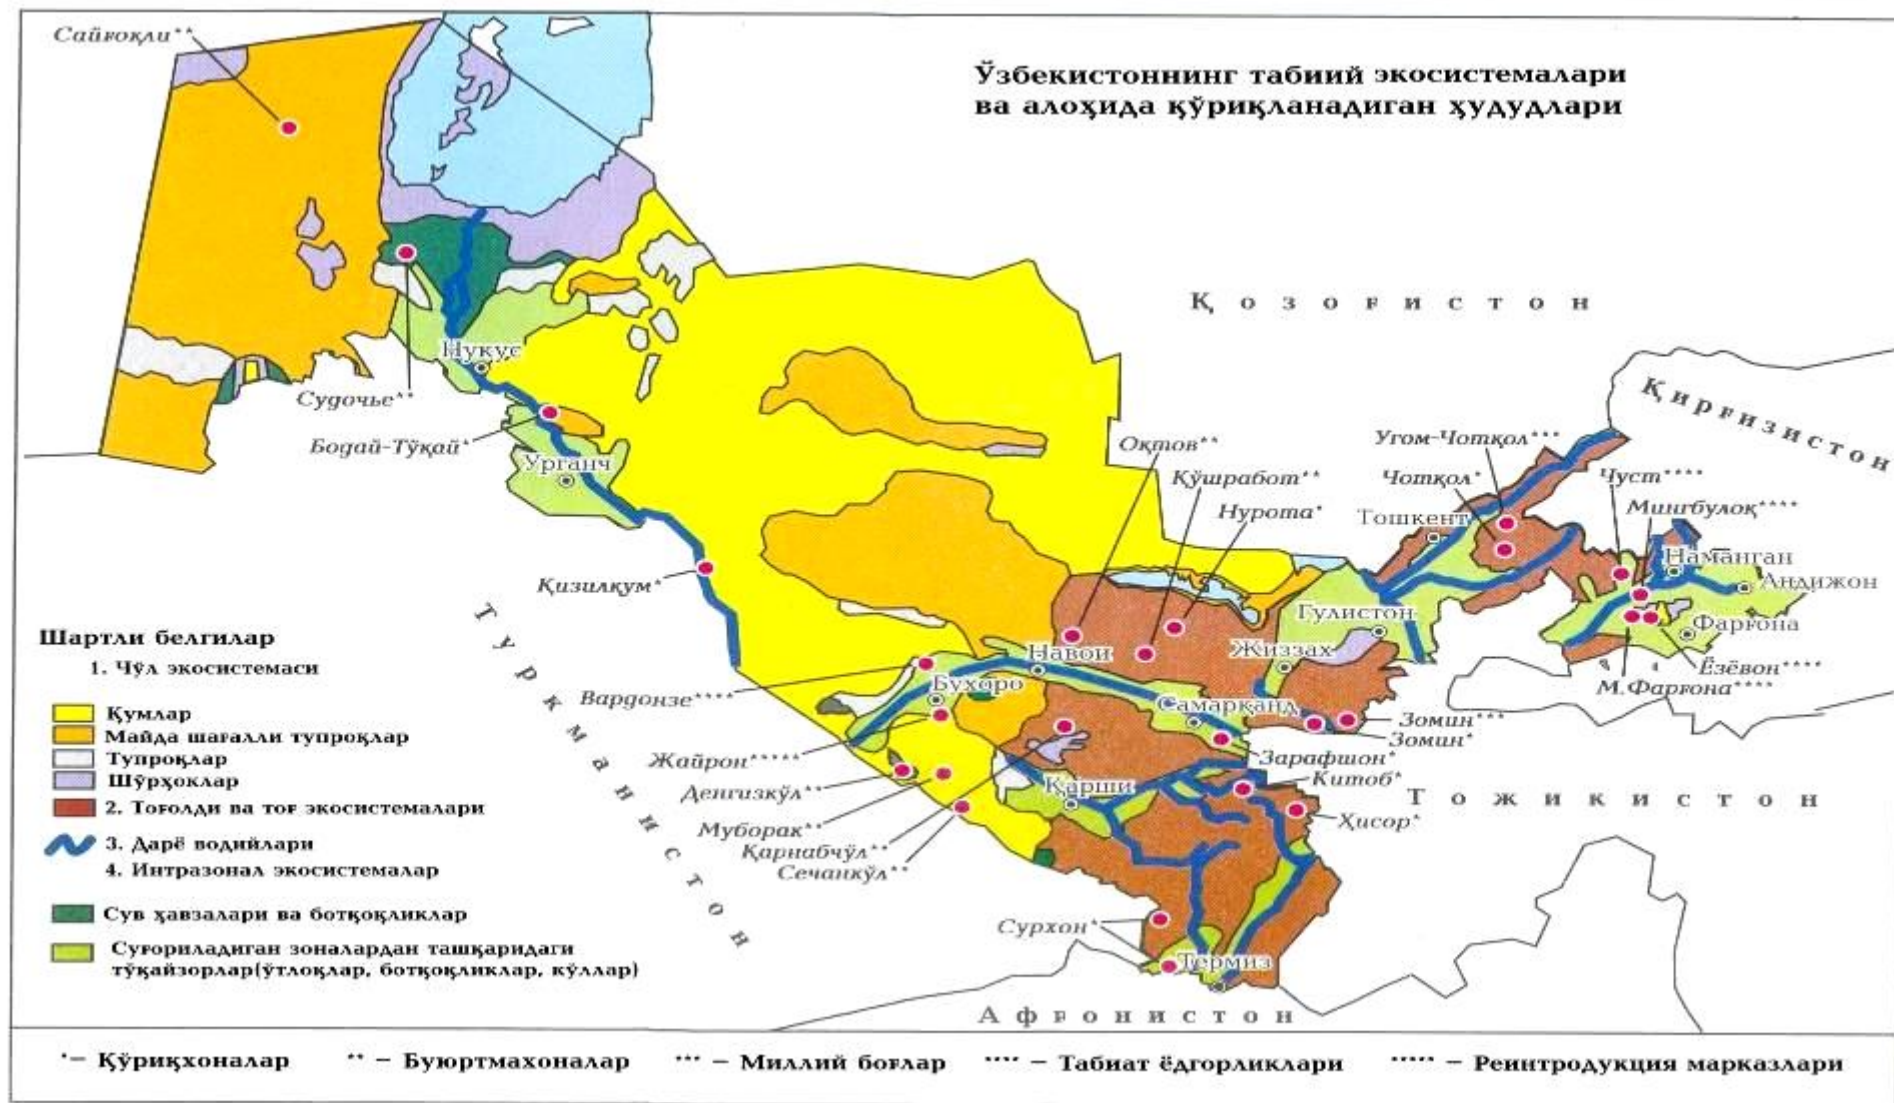 Ўзбекистоннинг табиий экосистемалари
ва алоҳида қўриқланадиган ҳудудлари
Сайғоқли**
Қозоғистон
Қирғизистон
Нукус
Судочье**
Бодай-Тўқай*
Урганч
Оқтов**
Қўшработ**
Нурота*
Угом-Чотқол***
Чотқол*
Чуст****
Мингбулоқ****
Тошкент
Наманган
Андижон
Қизилқум*
Гулистон
Фарғона
Жиззах
Навои
Ёзёвон****
М.Фарғона****
Вардонзе****
Бухоро
Самарқанд
Зомин***
Зомин*
Зарафшон*
Жайрон*****
Китоб*
Қарши
Денгизкўл**
Ҳисор*
Тожикистон
Муборак**
Қарнабчўл**
Сечанкўл**
Туркманистон
Сурхон*
Термиз
Афғонистон
Шартли белгилар
1. Чўл экосистемаси
Қумлар
Майда шағалли тупроқлар
Тупроқлар
Шўрҳоклар
2. Тоғолди ва тоғ экосистемалари
3. Дарё водийлари
4. Интразонал экосистемалар
Сув ҳавзалари ва ботқоқликлар
Суғориладиган зоналардан ташқаридаги
тўқайзорлар(ўтлоқлар, ботқоқликлар, кўллар)
*– Қўриқхоналар ** – Буюртмахоналар *** – Миллий боғлар **** – Табиат ёдгорликлари ***** – Реинтродукция марказлари